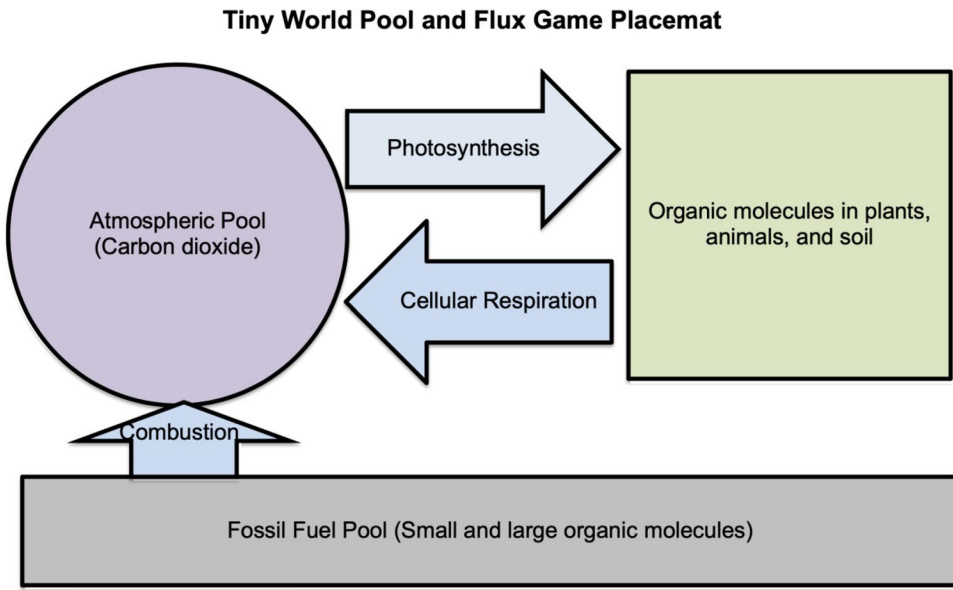 Tiny World Pool and Flux Game Placemat
Photosynthesis
Atmospheric Pool
(Carbon dioxide)
Organic molecules in plants,
animals, and soil
Cellular Respiration
Combustion
Fossil Fuel Pool (Small and large organic molecules)